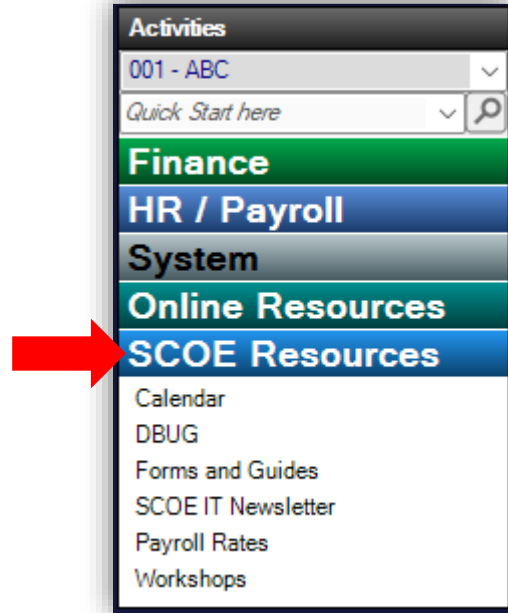 Activities
001 - ABC
Quick Start here
Finance
HR / Payroll
System
Online Resources
SCOE Resources
Calendar
DBUG
Forms and Guides
SCOE IT Newsletter
Payroll Rates
Workshops